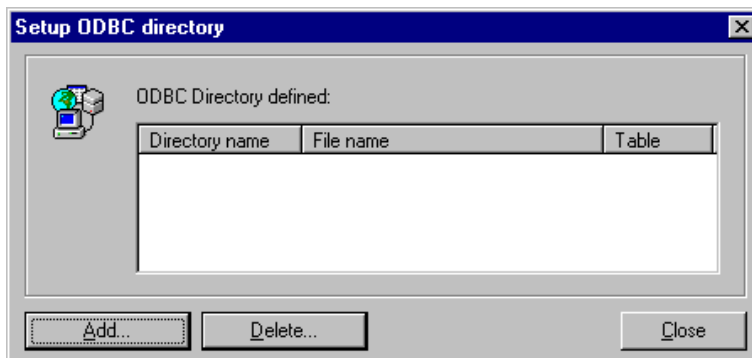 Setup ODBC directory
ODBC Directory defined:
Directory name File name Table
Add... Delete... Close